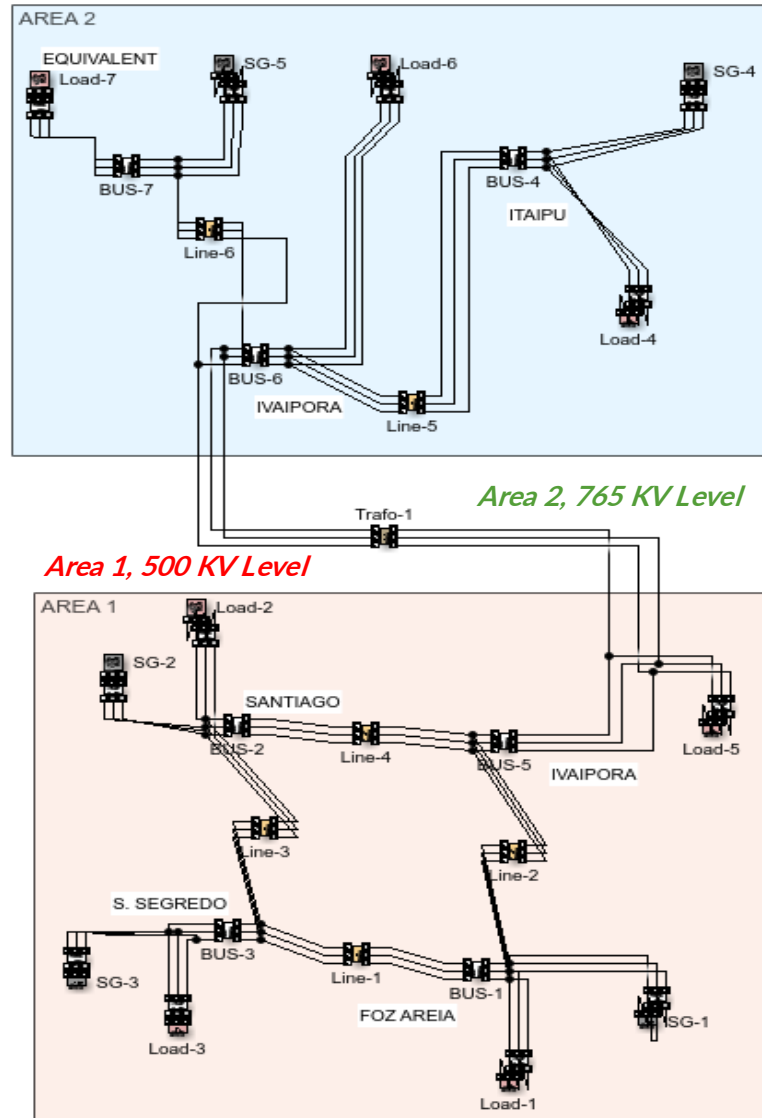 AREA 2
EQUIVALENT
Load-7
SG-5
Load-6
SG-4
BUS-7
BUS-4
ITAIPU
Line-6
Load-4
BUS-6
IVAIPORA
Line-5
Area 2, 765 KV Level
Trafo-1
Area 1, 500 KV Level
AREA 1
Load-2
SG-2
SANTIAGO
BUS-2
Line-4
BUS-5
IVAIPORA
Load-5
Line-3
Line-2
S. SEGREDO
BUS-3
Line-1
BUS-1
SG-3
FOZ AREIA
SG-1
Load-3
Load-1